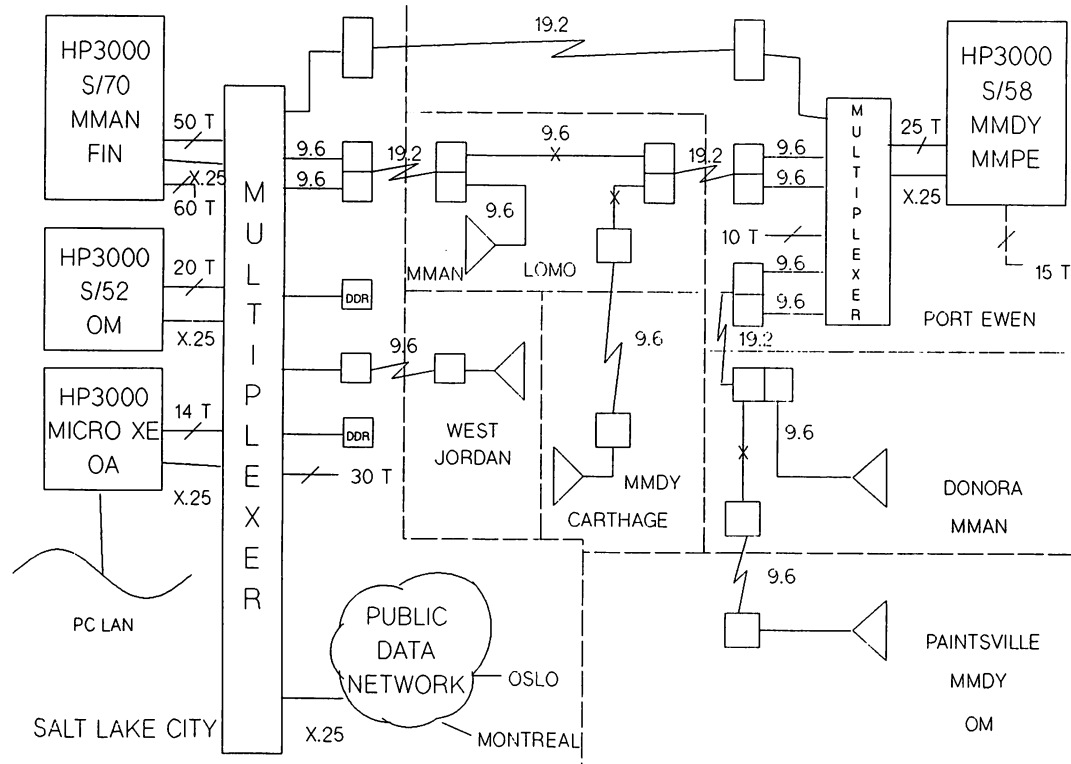 HP3000
S/70
MMAN
FIN
50 T
X.25
60 T
HP3000
S/52
OM
20 T
X.25
HP3000
MICRO XE
OA
14 T
X.25
PC LAN
SALT LAKE CITY
MULTIPLEXER
9.6
9.6
19.2
19.2
9.6
9.6
MMAN
LOMO
DDR
9.6
DDR
30 T
WEST
JORDAN
9.6
MMDY
CARTHAGE
PUBLIC
DATA
NETWORK
OSLO
MONTREAL
X.25
19.2
9.6
9.6
10 T
9.6
9.6
19.2
MULTIPLEXER
25 T
X.25
HP3000
S/58
MMDY
MMPE
15 T
PORT EWEN
9.6
DONORA
MMAN
9.6
PAINTSVILLE
MMDY
OM